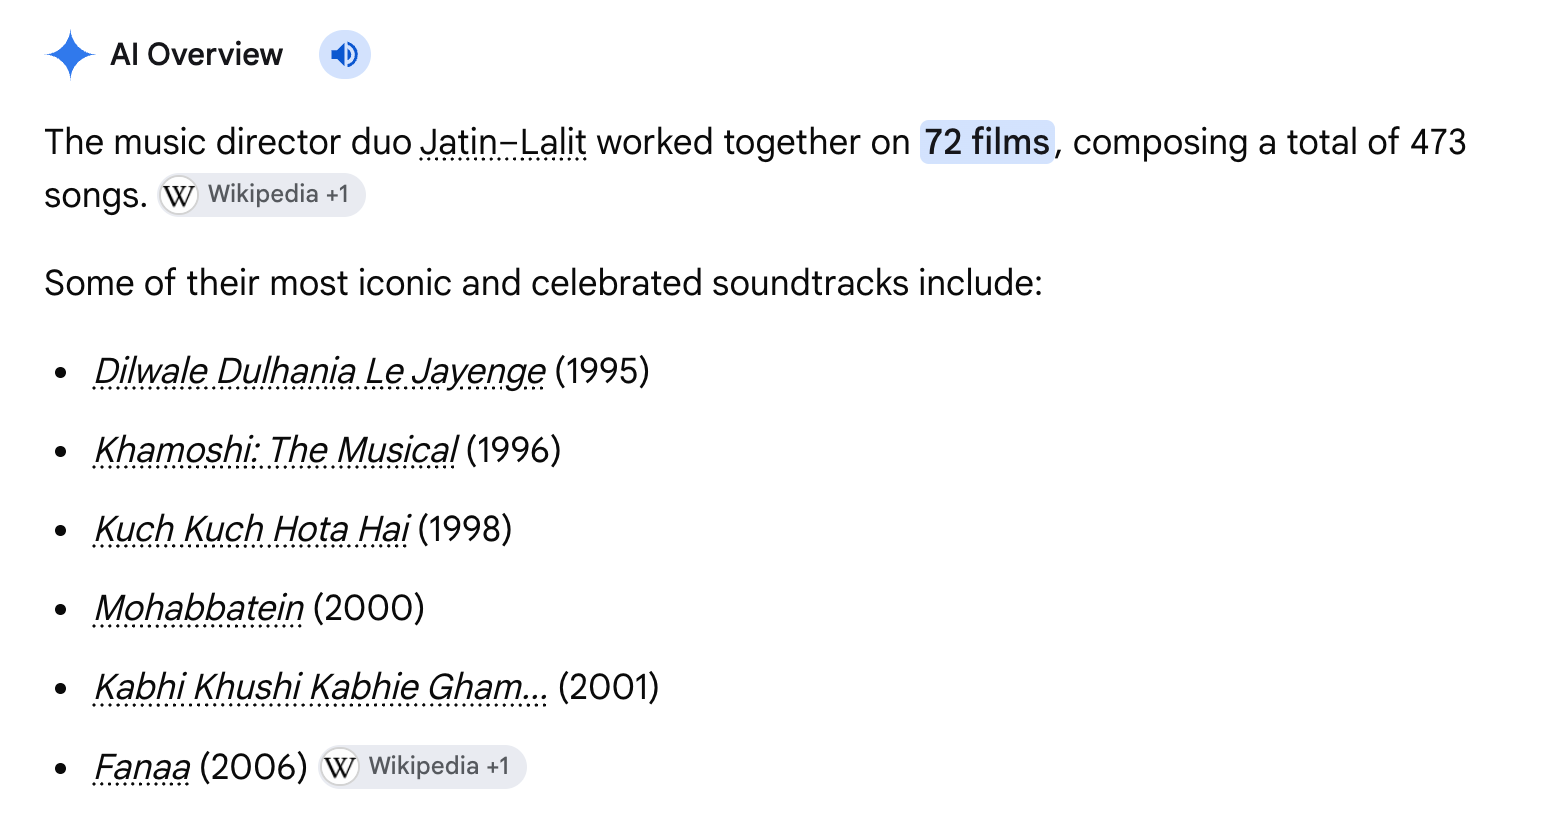 AI Overview
The music director duo Jatin–Lalit worked together on 72 films, composing a total of 473
songs. W Wikipedia +1
Some of their most iconic and celebrated soundtracks include:
• Dilwale Dulhania Le Jayenge (1995)
• Khamoshi: The Musical (1996)
• Kuch Kuch Hota Hai (1998)
• Mohabbatein (2000)
• Kabhi Khushi Kabhie Gham... (2001)
• Fanaa (2006) W Wikipedia +1